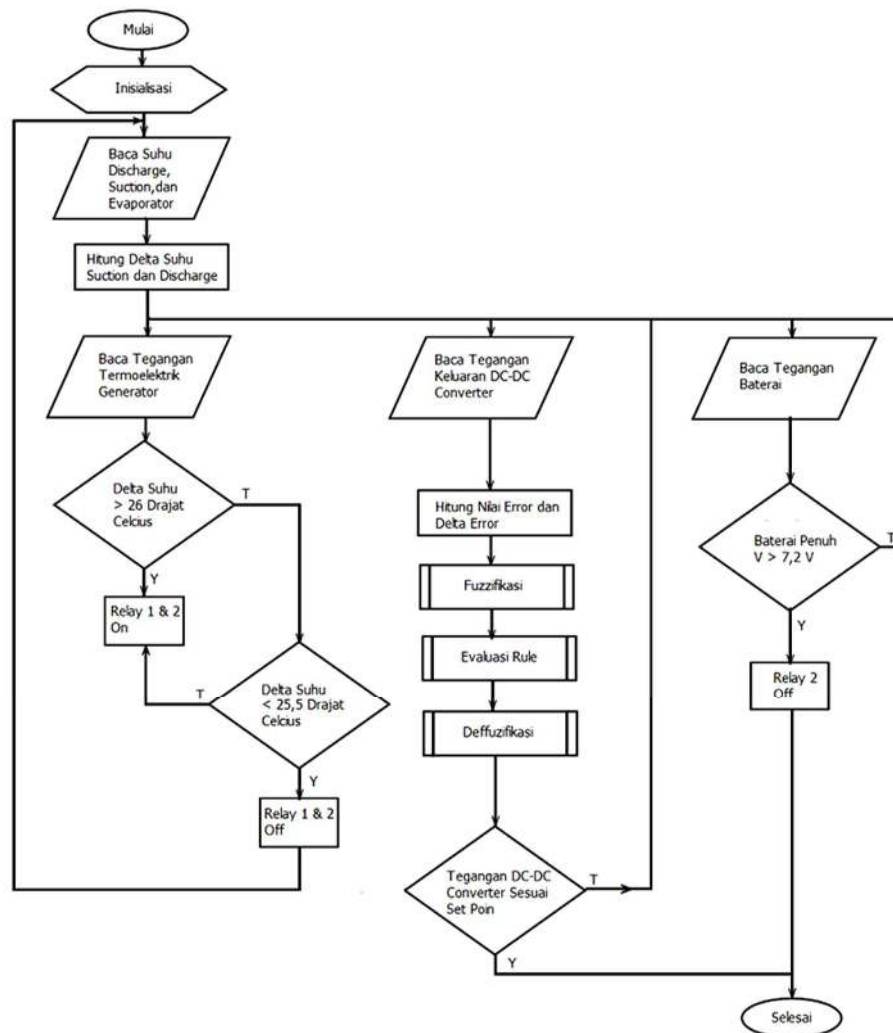 Mulai
Inisialisasi
Baca Suhu
Discharge,
Suction,dan
Evaporator
Hitung Delta Suhu
Suction dan Discharge
Baca Tegangan
Termoelektrik
Generator
Delta Suhu
> 26 Drajat
Celcius
T
Y
Relay 1 & 2
On
Delta Suhu
< 25,5 Drajat
Celcius
T
Y
Relay 1 & 2
Off
Baca Tegangan
Keluaran DC-DC
Converter
Hitung Nilai Error dan
Delta Error
Fuzzifikasi
Evaluasi Rule
Deffuzifikasi
Tegangan DC-DC
Converter Sesuai
Set Poin
T
Y
Baca Tegangan
Baterai
Baterai Penuh
V > 7,2 V
T
Y
Relay 2
Off
Selesai